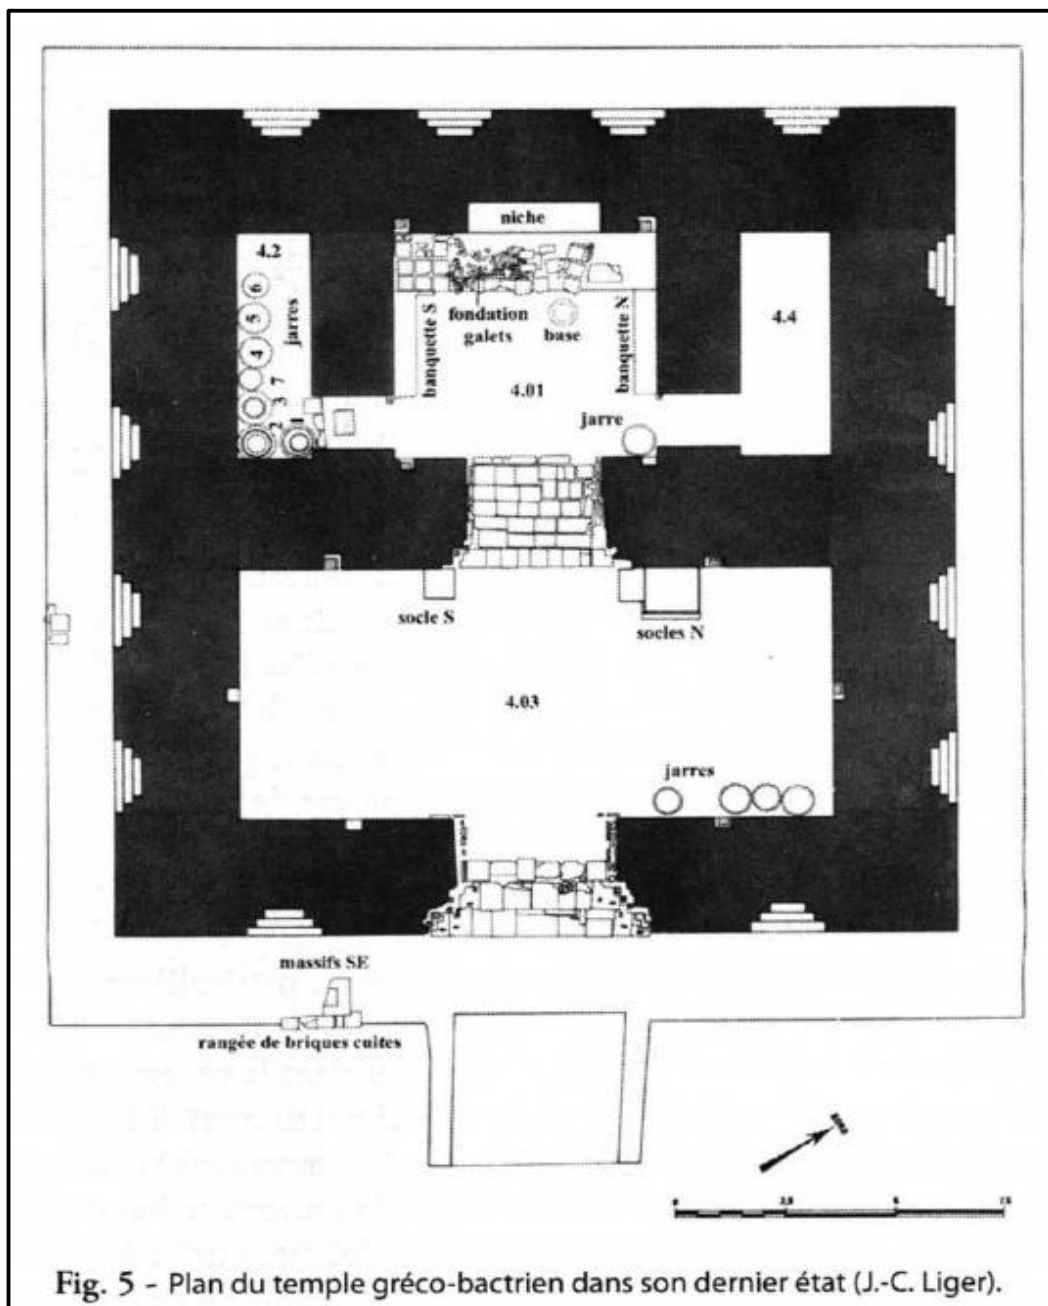 niche
4.2
6
5
4
7
3
2
1
jarres
banquette S
fondation
galets
base
banquette N
4.4
4.01
jarre
socle S
socles N
4.03
jarres
massifs SE
rangée de briques cuites
0
5
Fig. 5 – Plan du temple gréco-bactrien dans son dernier état (J.-C. Liger).